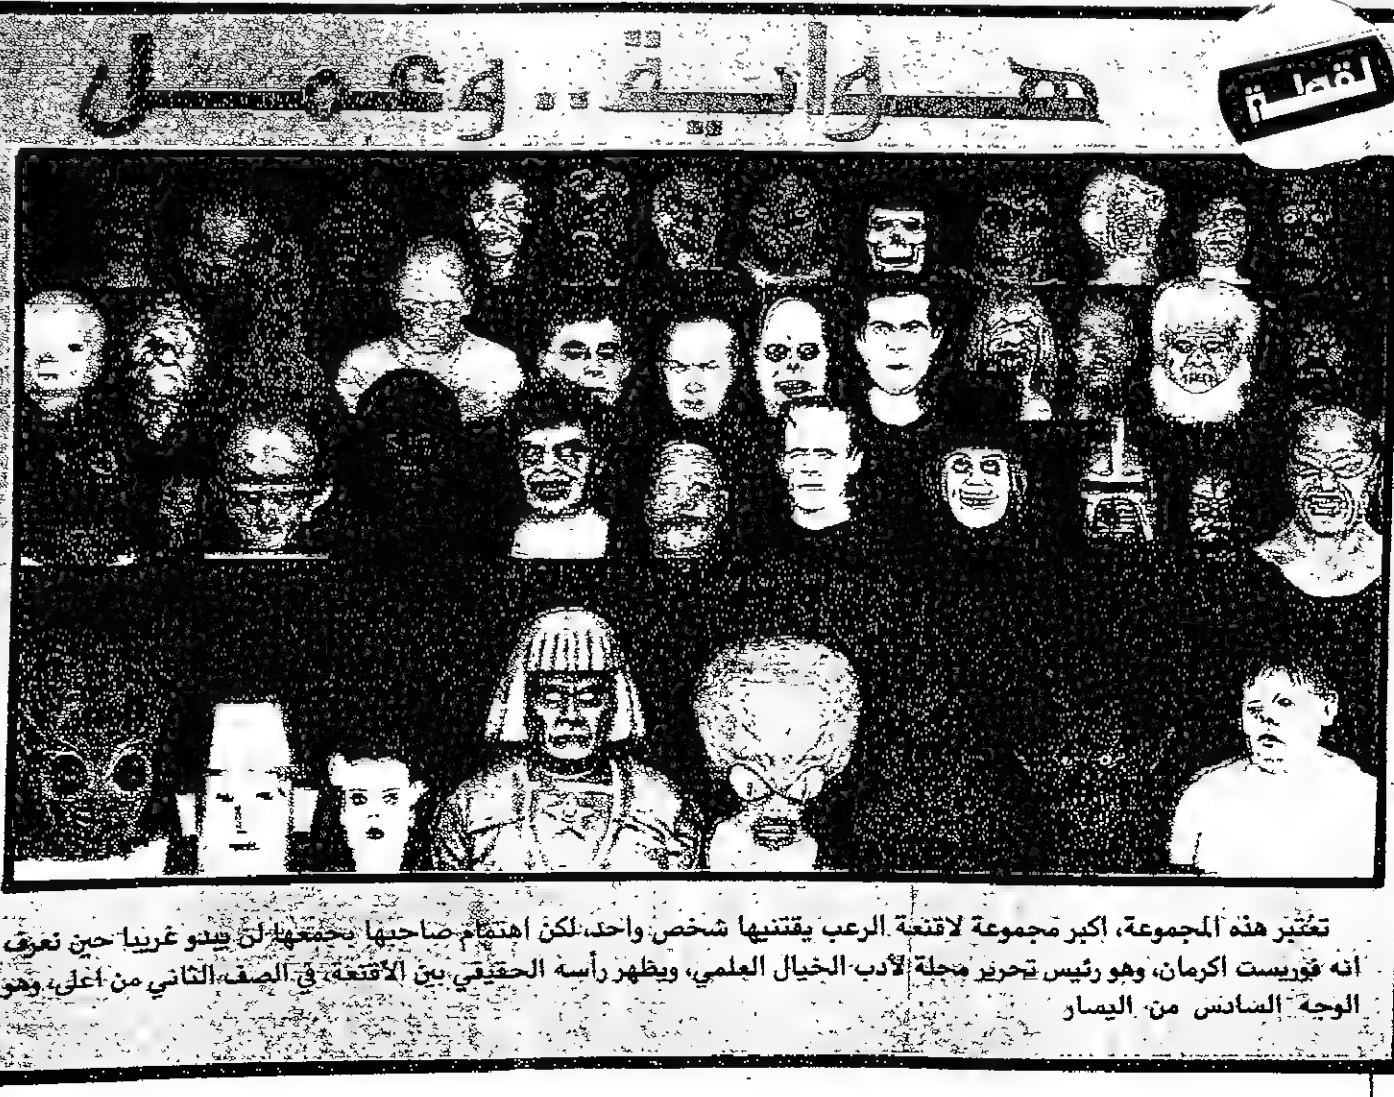 لقطة
هواية.. وعمل
تعتبر هذه المجموعة، اكبر مجموعة لاقنعة الرعب يقتنيها شخص واحد، لكن اهتمام صاحبها بجمعها لن يبدو غريبا حين نعرف
انه فوريست اكرمان، وهو رئيس تحرير مجلة لأدب الخيال العلمي، ويظهر رأسه الحقيقي بين الأقنعة، في الصف الثاني من اعلى، وهو
الوجه السادس من اليسار